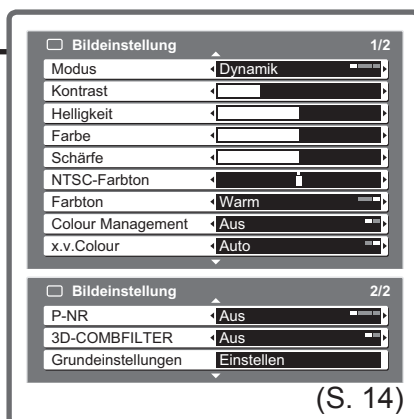 Bildeinstellung 1/2
Modus Dynamik
Kontrast
Helligkeit
Farbe
Schärfe
NTSC-Farbton
Farbton Warm
Colour Management Aus
x.v.Colour Auto
Bildeinstellung 2/2
P-NR Aus
3D-COMBFILTER Aus
Grundeinstellungen Einstellen
(S. 14)